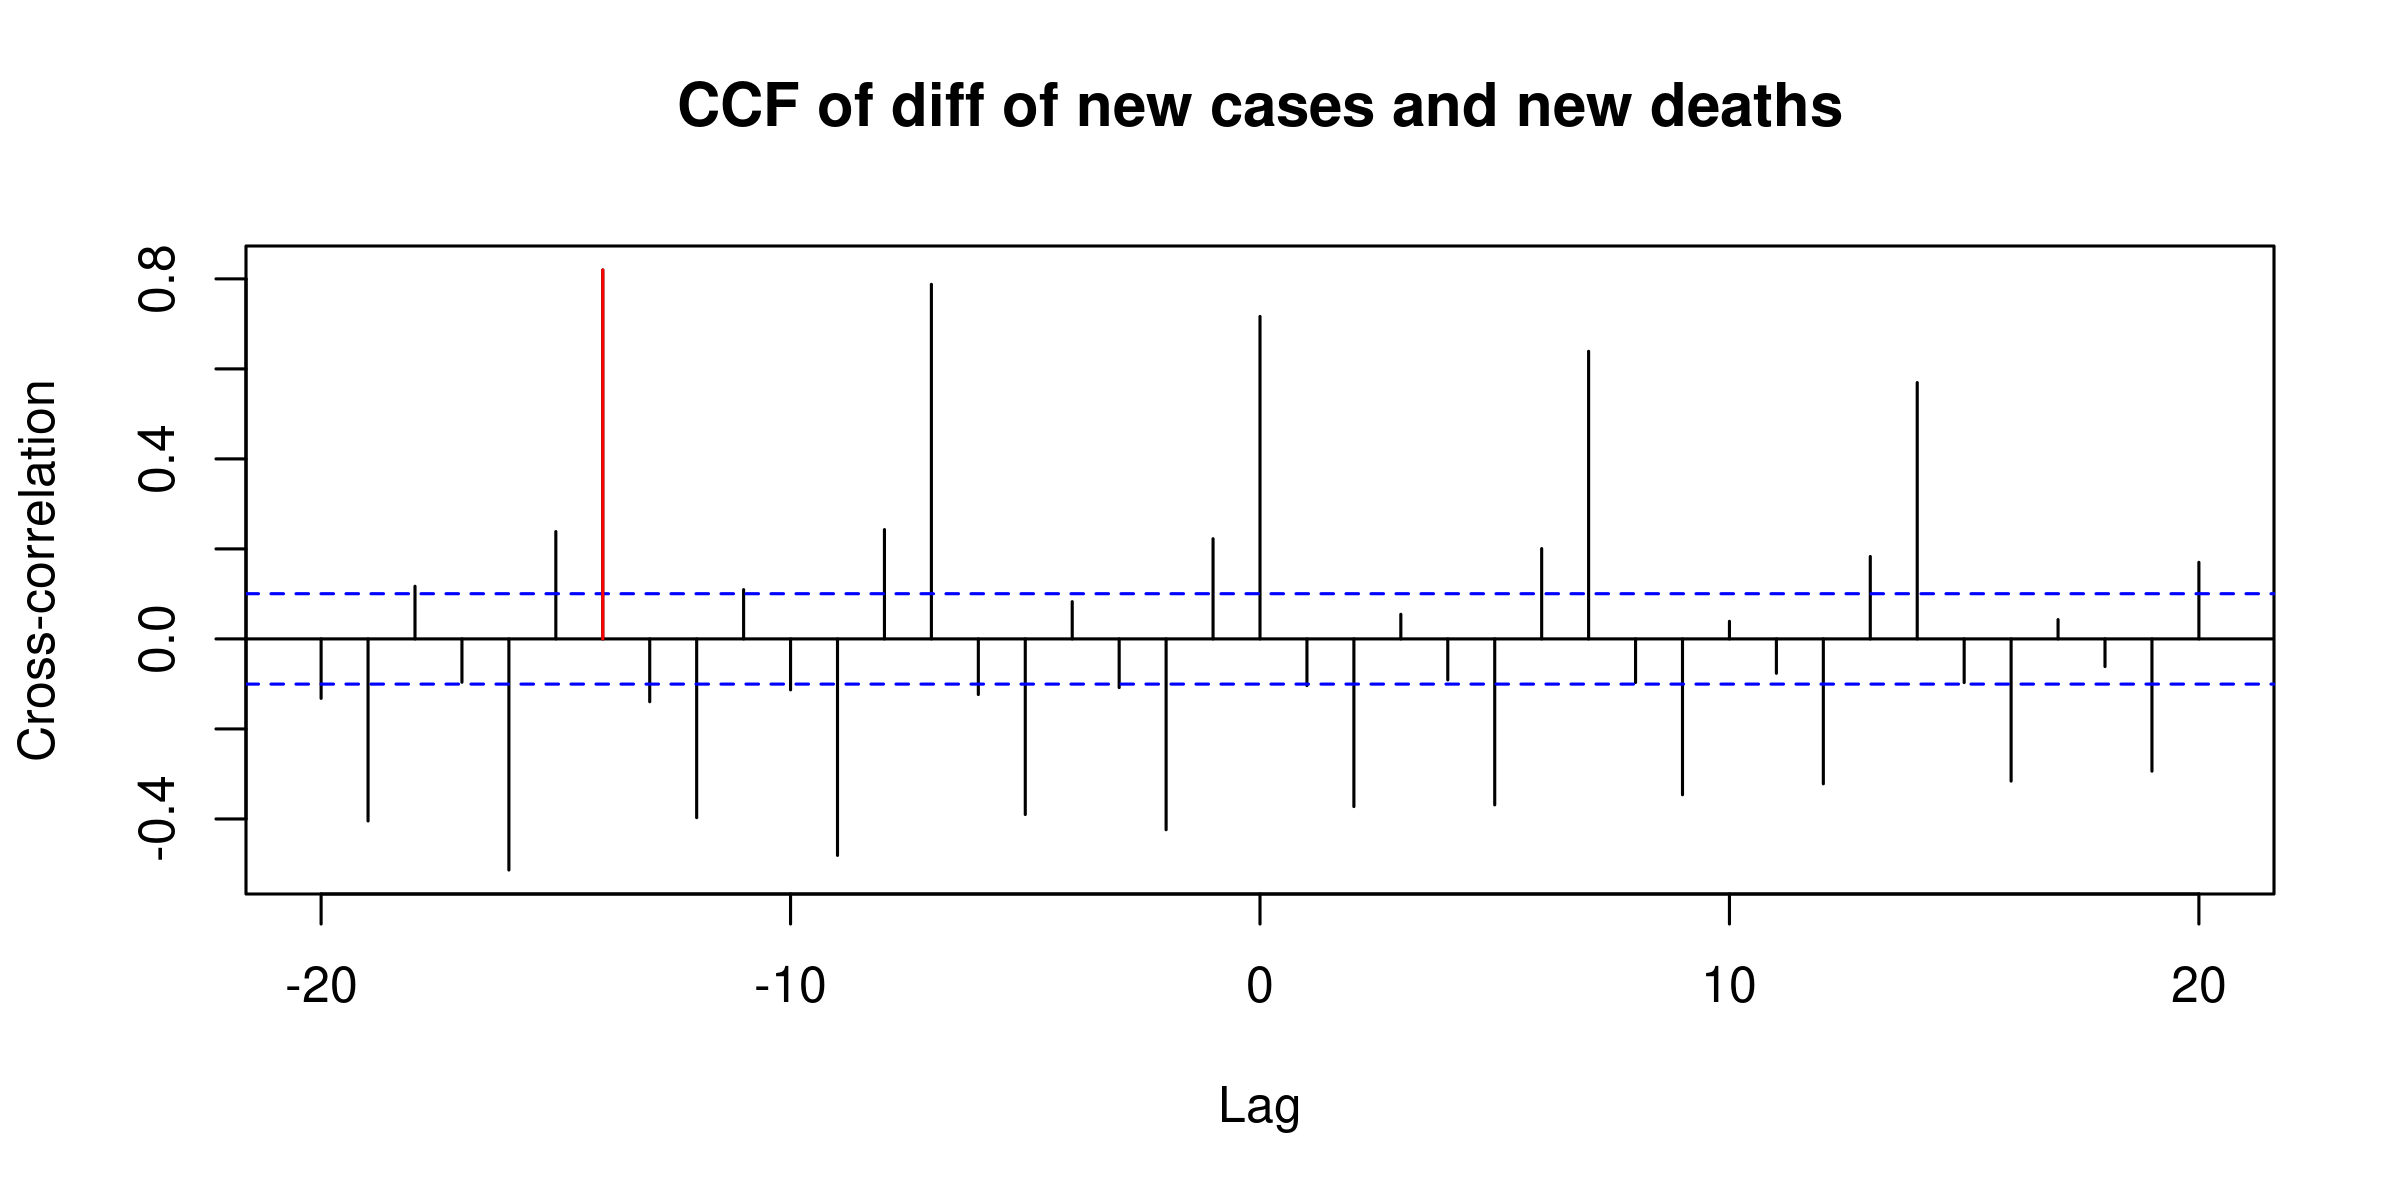 CCF of diff of new cases and new deaths
Cross-correlation
0.8
0.4
0.0
-0.4
-20 -10 0 10 20
Lag